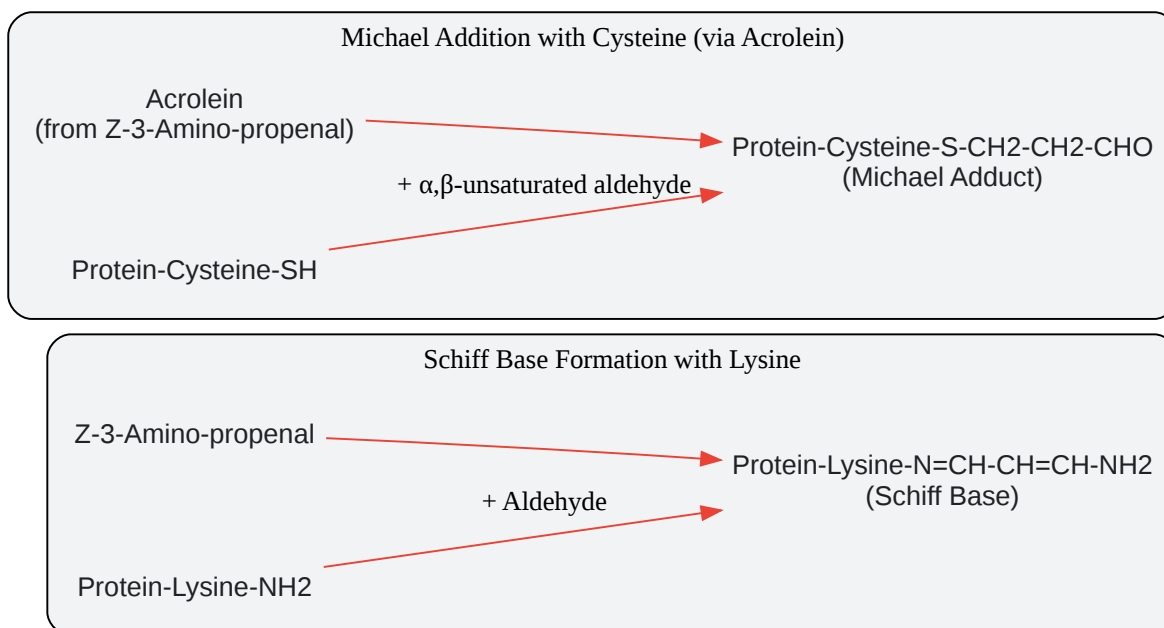 Michael Addition with Cysteine (via Acrolein)
Acrolein
(from Z-3-Amino-propenal)
Protein-Cysteine-S-CH2-CH2-CHO
(Michael Adduct)
+ α,β-unsaturated aldehyde
Protein-Cysteine-SH
Schiff Base Formation with Lysine
Z-3-Amino-propenal
Protein-Lysine-N=CH-CH=CH-NH2
(Schiff Base)
+ Aldehyde
Protein-Lysine-NH2